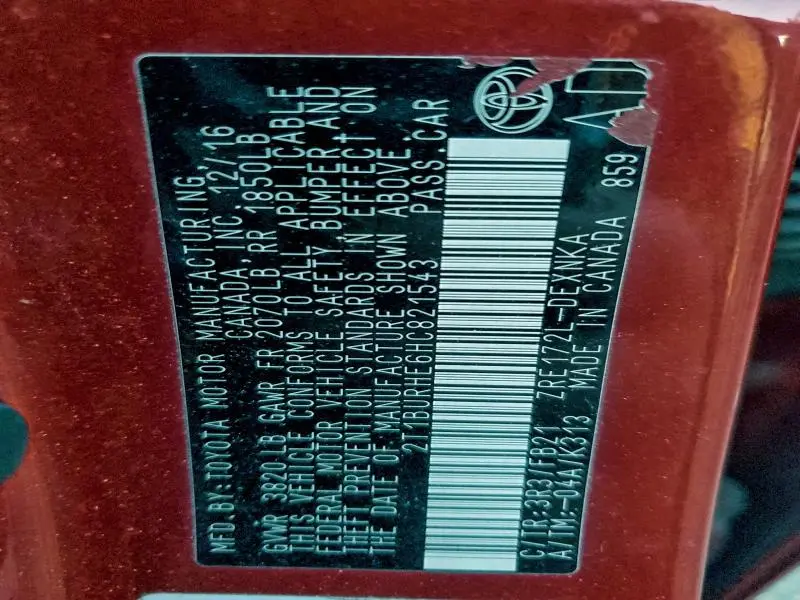 MFD.BY:TOYOTA MOTOR MANUFACTURING
CANADA,INC. 12/16
GVWR 3820 LB GAWR FR 2070LB,RR 1850LB
THIS VEHICLE CONFORMS TO ALL APPLICABLE
FEDERAL MOTOR VEHICLE SAFETY, BUMPER AND
THEFT PREVENTION STANDARDS IN EFFECT ON
THE DATE OF MANUFACTURE SHOWN ABOVE.
2T1BURHE6HC821543 PASS.CAR
C/TR:3R3/FB21 ZRE172L-DEXNKA
A/TM:-04A/K313 MADE IN CANADA 859